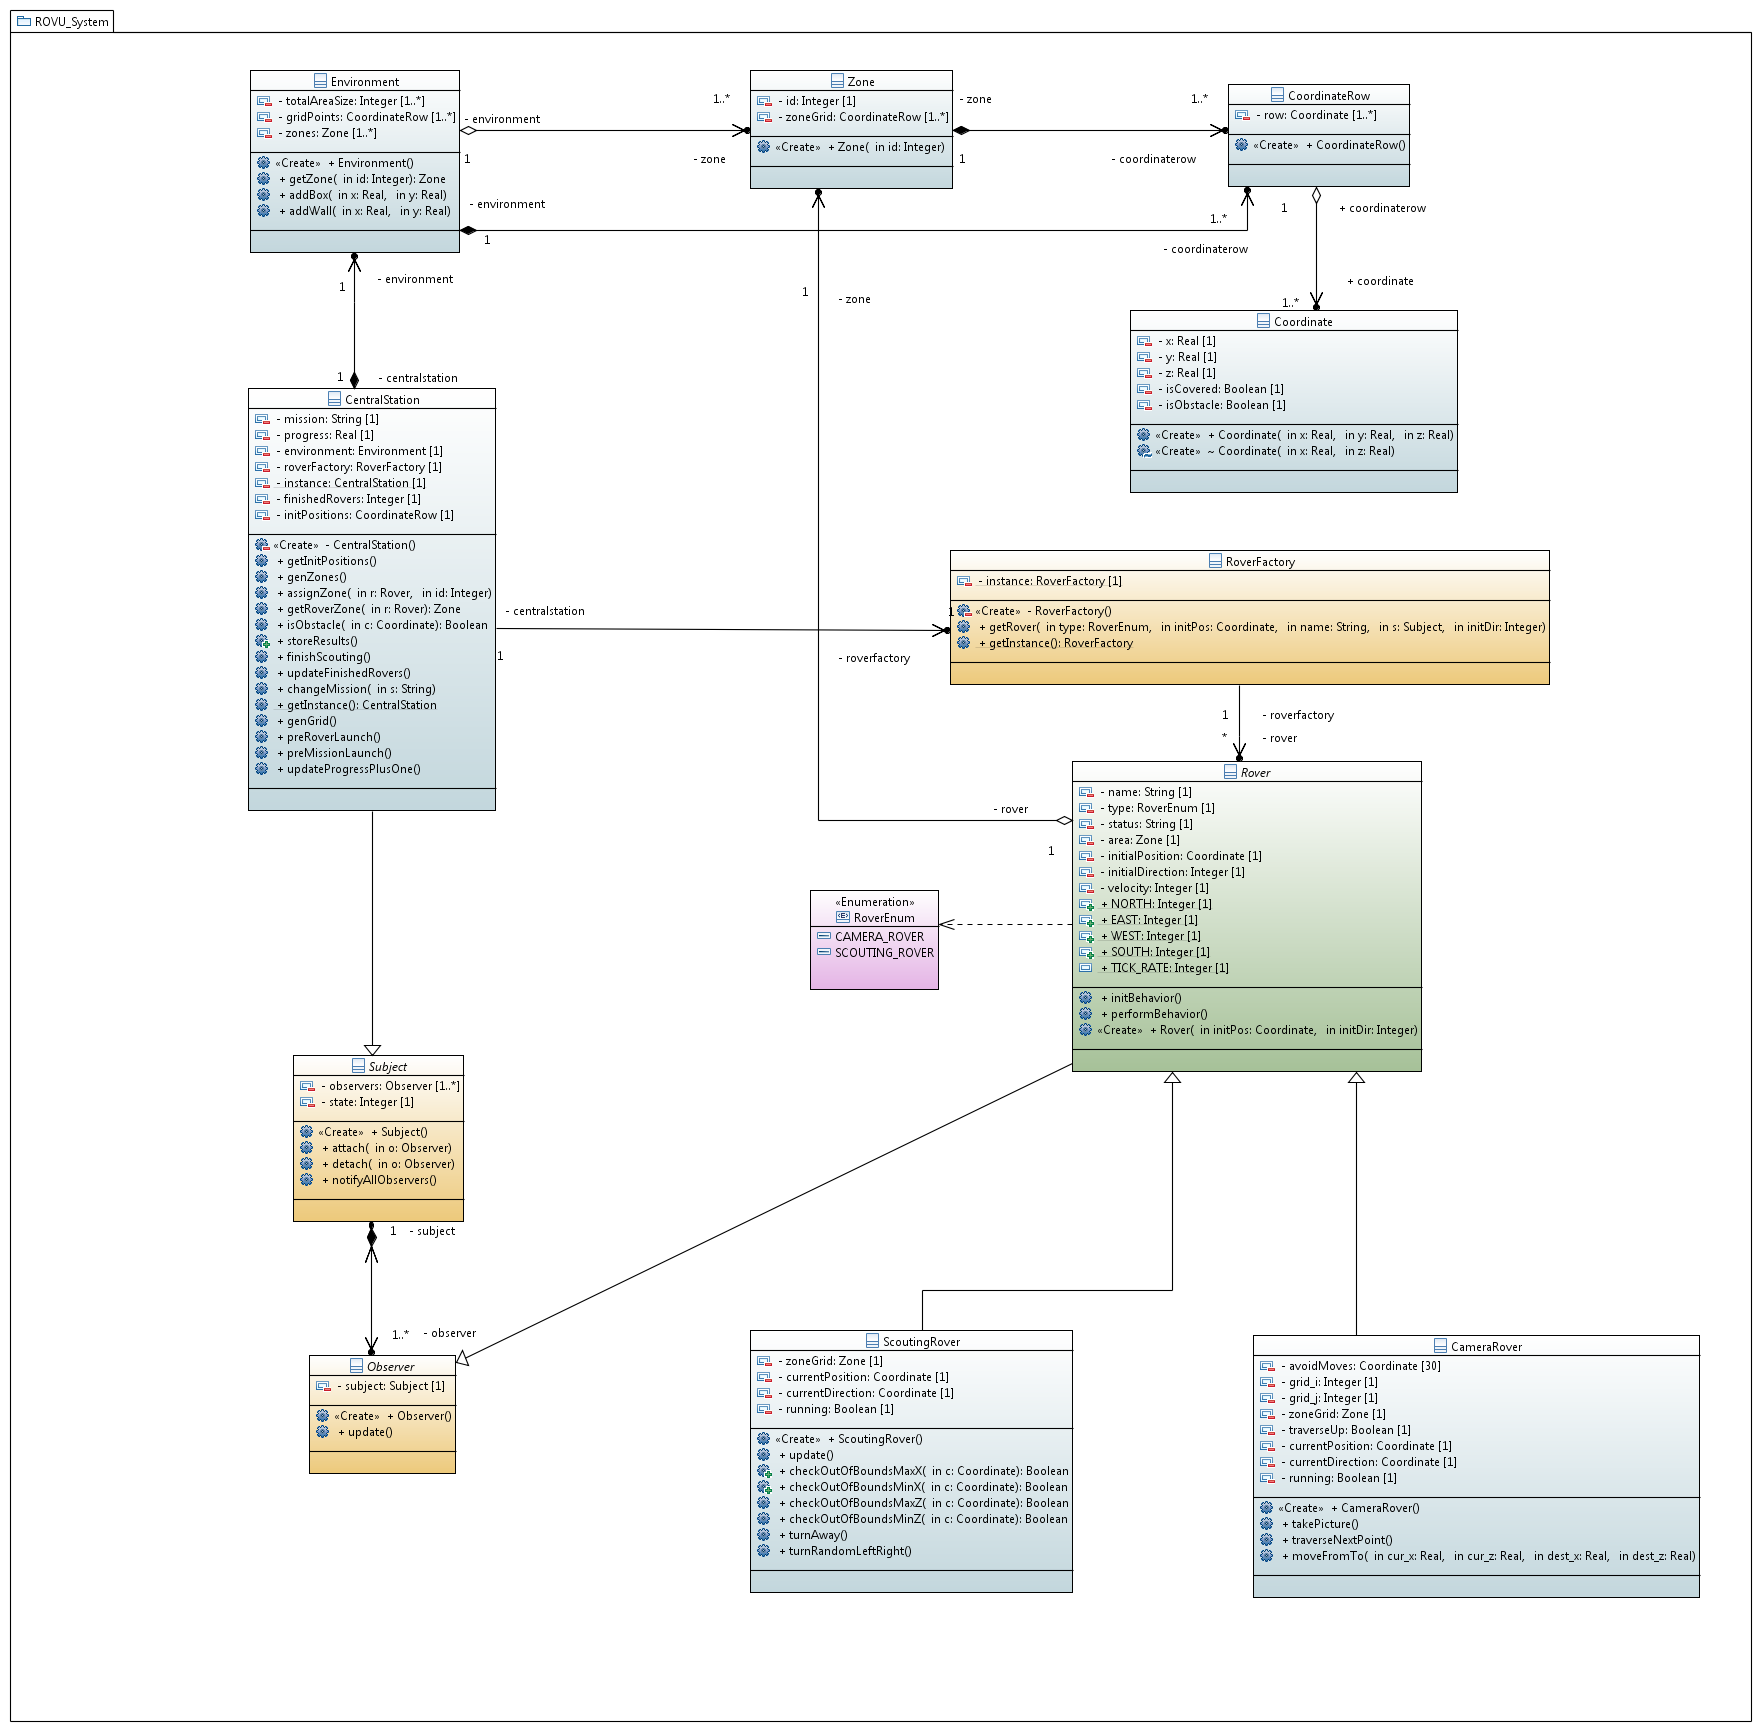 ROVU_System
Environment
- totalAreaSize: Integer [1..*]
- gridPoints: CoordinateRow [1..*]
- zones: Zone [1..*]
«Create» + Environment()
+ getZone( in id: Integer): Zone
+ addBox( in x: Real, in y: Real)
+ addWall( in x: Real, in y: Real)
- environment
1
1..*
- zone
Zone
- id: Integer [1]
- zoneGrid: CoordinateRow [1..*]
«Create» + Zone( in id: Integer)
- zone
1
1..*
- coordinaterow
CoordinateRow
- row: Coordinate [1..*]
«Create» + CoordinateRow()
- environment
1
1..*
- coordinaterow
1
+ coordinaterow
+ coordinate
1..*
Coordinate
- x: Real [1]
- y: Real [1]
- z: Real [1]
- isCovered: Boolean [1]
- isObstacle: Boolean [1]
«Create» + Coordinate( in x: Real, in y: Real, in z: Real)
«Create» ~ Coordinate( in x: Real, in z: Real)
- environment
1
1
- centralstation
1
- zone
CentralStation
- mission: String [1]
- progress: Real [1]
- environment: Environment [1]
- roverFactory: RoverFactory [1]
- instance: CentralStation [1]
- finishedRovers: Integer [1]
- initPositions: CoordinateRow [1]
«Create» - CentralStation()
+ getInitPositions()
+ genZones()
+ assignZone( in r: Rover, in id: Integer)
+ getRoverZone( in r: Rover): Zone
+ isObstacle( in c: Coordinate): Boolean
+ storeResults()
+ finishScouting()
+ updateFinishedRovers()
+ changeMission( in s: String)
+ getInstance(): CentralStation
+ genGrid()
+ preRoverLaunch()
+ preMissionLaunch()
+ updateProgressPlusOne()
- centralstation
1
1
- roverfactory
RoverFactory
- instance: RoverFactory [1]
«Create» - RoverFactory()
+ getRover( in type: RoverEnum, in initPos: Coordinate, in name: String, in s: Subject, in initDir: Integer)
+ getInstance(): RoverFactory
1
- roverfactory
*
- rover
- rover
1
Rover
- name: String [1]
- type: RoverEnum [1]
- status: String [1]
- area: Zone [1]
- initialPosition: Coordinate [1]
- initialDirection: Integer [1]
- velocity: Integer [1]
+ NORTH: Integer [1]
+ EAST: Integer [1]
+ WEST: Integer [1]
+ SOUTH: Integer [1]
+ TICK_RATE: Integer [1]
+ initBehavior()
+ performBehavior()
«Create» + Rover( in initPos: Coordinate, in initDir: Integer)
«Enumeration»
RoverEnum
CAMERA_ROVER
SCOUTING_ROVER
Subject
- observers: Observer [1..*]
- state: Integer [1]
«Create» + Subject()
+ attach( in o: Observer)
+ detach( in o: Observer)
+ notifyAllObservers()
1
- subject
1..*
- observer
Observer
- subject: Subject [1]
«Create» + Observer()
+ update()
ScoutingRover
- zoneGrid: Zone [1]
- currentPosition: Coordinate [1]
- currentDirection: Coordinate [1]
- running: Boolean [1]
«Create» + ScoutingRover()
+ update()
+ checkOutOfBoundsMaxX( in c: Coordinate): Boolean
+ checkOutOfBoundsMinX( in c: Coordinate): Boolean
+ checkOutOfBoundsMaxZ( in c: Coordinate): Boolean
+ checkOutOfBoundsMinZ( in c: Coordinate): Boolean
+ turnAway()
+ turnRandomLeftRight()
CameraRover
- avoidMoves: Coordinate [30]
- grid_i: Integer [1]
- grid_j: Integer [1]
- zoneGrid: Zone [1]
- traverseUp: Boolean [1]
- currentPosition: Coordinate [1]
- currentDirection: Coordinate [1]
- running: Boolean [1]
«Create» + CameraRover()
+ takePicture()
+ traverseNextPoint()
+ moveFromTo( in cur_x: Real, in cur_z: Real, in dest_x: Real, in dest_z: Real)